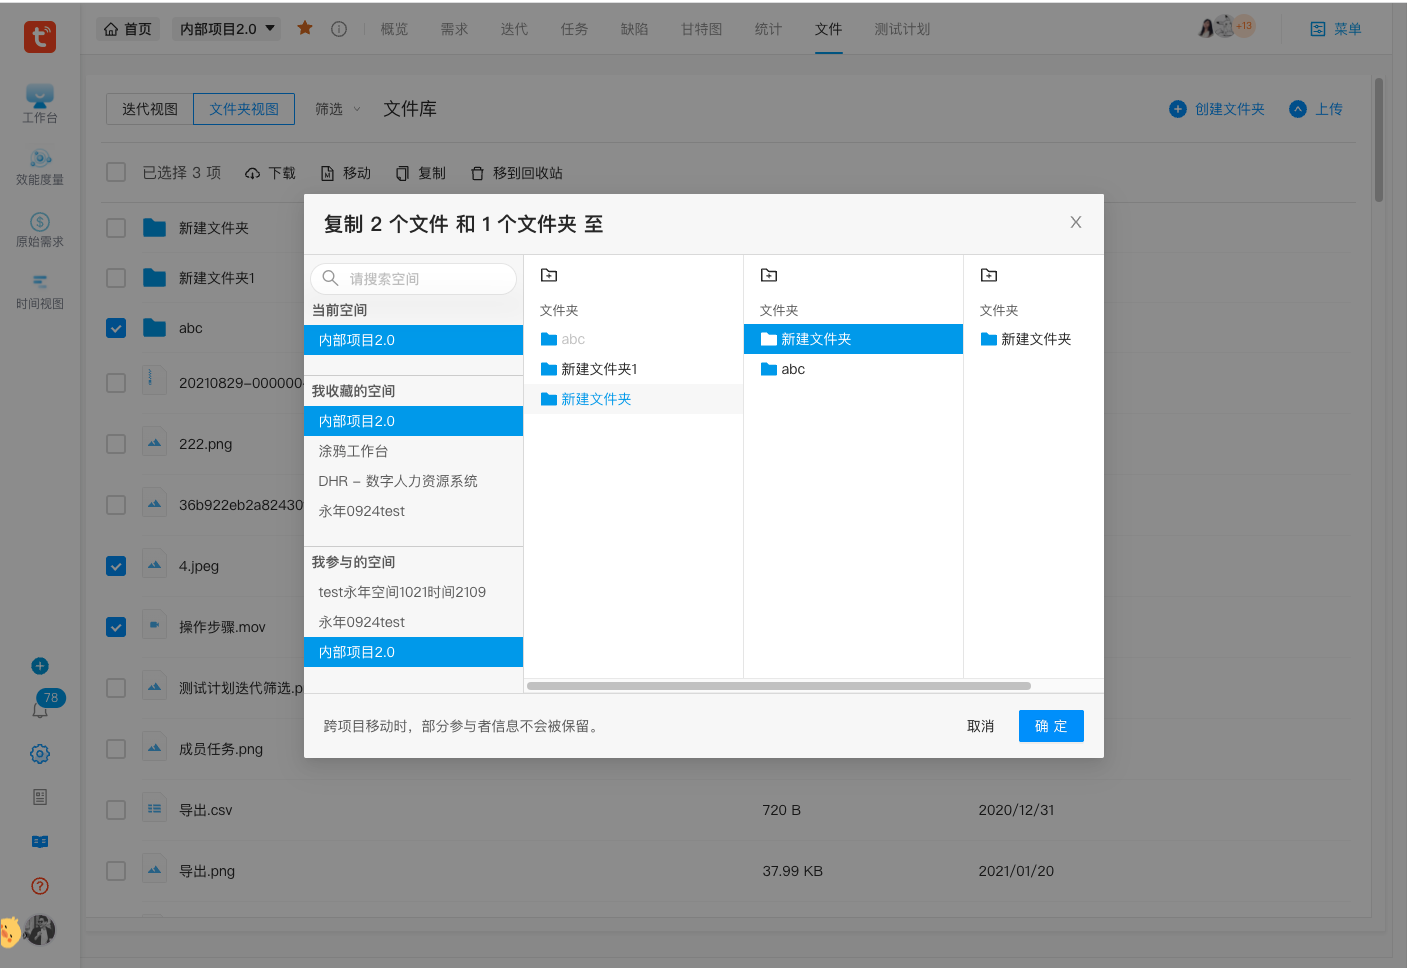 首页
内部项目2.0
概览
需求
迭代
任务
缺陷
甘特图
统计
文件
测试计划
+13
菜单
工作台
效能度量
原始需求
时间视图
78
迭代视图
文件夹视图
筛选
文件库
创建文件夹
上传
已选择 3 项
下载
移动
复制
移到回收站
新建文件夹
新建文件夹1
abc
20210829-000000
222.png
36b922eb2a82430
4.jpeg
操作步骤.mov
测试计划迭代筛选.p
成员任务.png
导出.csv
720 B
2020/12/31
导出.png
37.99 KB
2021/01/20
复制 2 个文件 和 1 个文件夹 至
X
请搜索空间
当前空间
内部项目2.0
我收藏的空间
内部项目2.0
涂鸦工作台
DHR - 数字人力资源系统
永年0924test
我参与的空间
test永年空间1021时间2109
永年0924test
内部项目2.0
文件夹
abc
新建文件夹1
新建文件夹
文件夹
新建文件夹
abc
文件夹
新建文件夹
跨项目移动时，部分参与者信息不会被保留。
取消
确 定